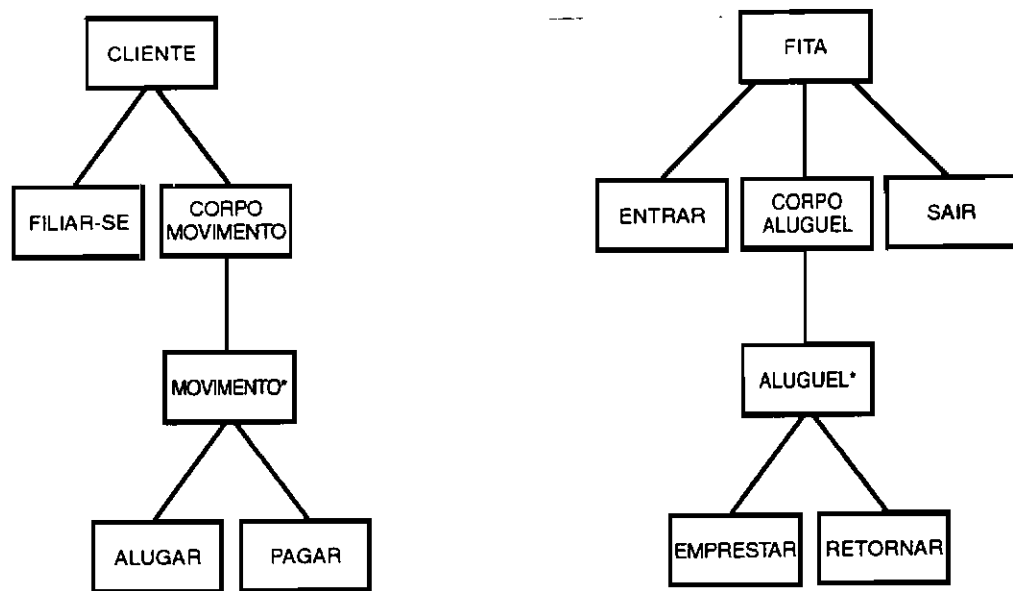 CLIENTE
FILIAR-SE
CORPO
MOVIMENTO
MOVIMENTO*
ALUGAR
PAGAR
FITA
ENTRAR
CORPO
ALUGUEL
SAIR
ALUGUEL*
EMPRESTAR
RETORNAR